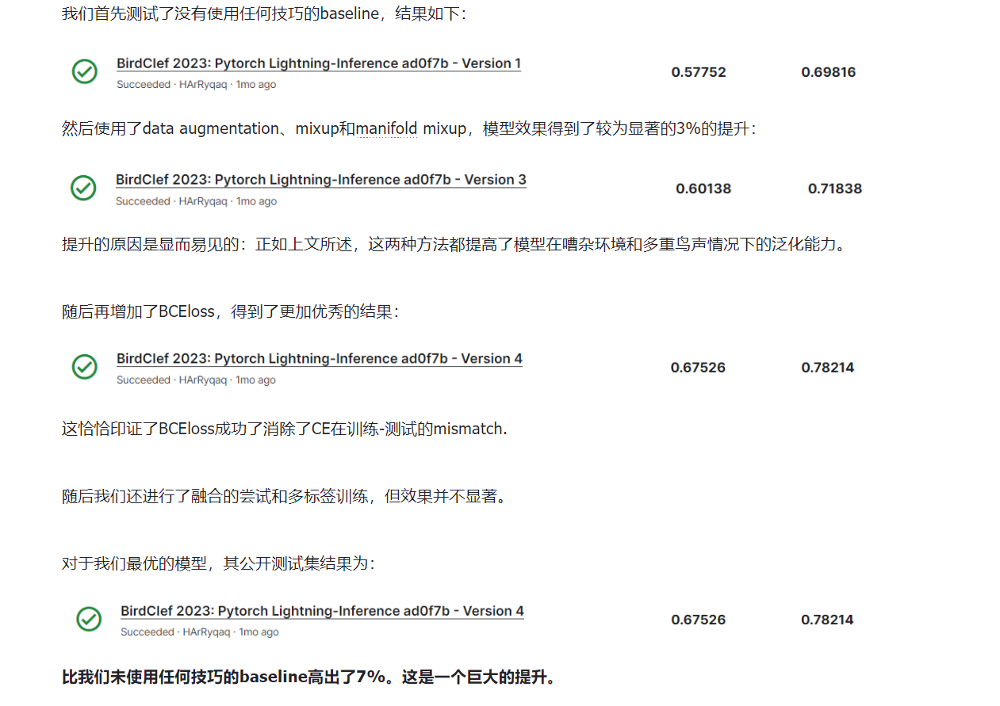 我们首先测试了没有使用任何技巧的baseline，结果如下：
BirdClef 2023: Pytorch Lightning-Inference ad0f7b - Version 1 0.57752 0.69816
Succeeded · HArRyqaq · 1mo ago
然后使用了data augmentation、mixup和manifold mixup，模型效果得到了较为显著的3%的提升：
BirdClef 2023: Pytorch Lightning-Inference ad0f7b - Version 3 0.60138 0.71838
Succeeded · HArRyqaq · 1mo ago
提升的原因是显而易见的：正如上文所述，这两种方法都提高了模型在嘈杂环境和多重鸟声情况下的泛化能力。
随后再增加了BCEloss，得到了更加优秀的结果：
BirdClef 2023: Pytorch Lightning-Inference ad0f7b - Version 4 0.67526 0.78214
Succeeded · HArRyqaq · 1mo ago
这恰恰印证了BCEloss成功了消除了CE在训练-测试的mismatch.
随后我们还进行了融合的尝试和多标签训练，但效果并不显著。
对于我们最优的模型，其公开测试集结果为：
BirdClef 2023: Pytorch Lightning-Inference ad0f7b - Version 4 0.67526 0.78214
Succeeded · HArRyqaq · 1mo ago
比我们未使用任何技巧的baseline高出了7%。这是一个巨大的提升。